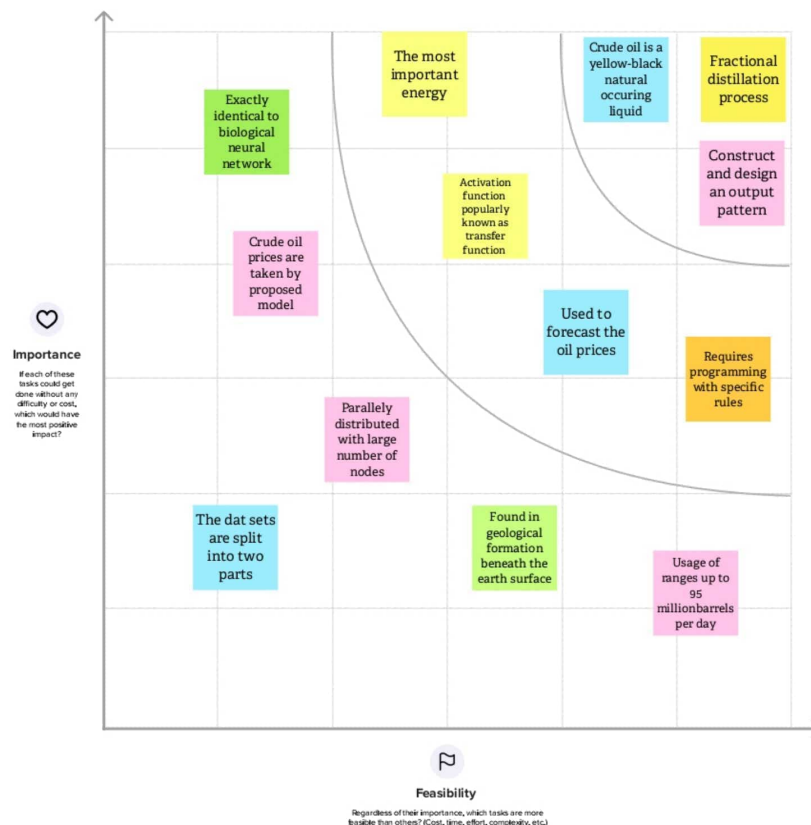 The most
important
energy
Crude oil is a
yellow-black
natural
occuring
liquid
Fractional
distillation
process
Exactly
identical to
biological
neural
network
Construct
and design
an output
pattern
Activation
function
popularly
known as
transfer
function
Crude oil
prices are
taken by
proposed
model
Used to
forecast the
oil prices
Requires
programming
with specific
rules
Importance
If each of these
tasks could get
done without any
difficulty or cost,
which would have
the most positive
impact?
Parallely
distributed
with large
number of
nodes
The dat sets
are split
into two
parts
Found in
geological
formation
beneath the
earth surface
Usage of
ranges up to
95
millionbarrels
per day
Feasibility
Regardless of their importance, which tasks are more
feasible than others? (Cost, time, effort, complexity, etc.)